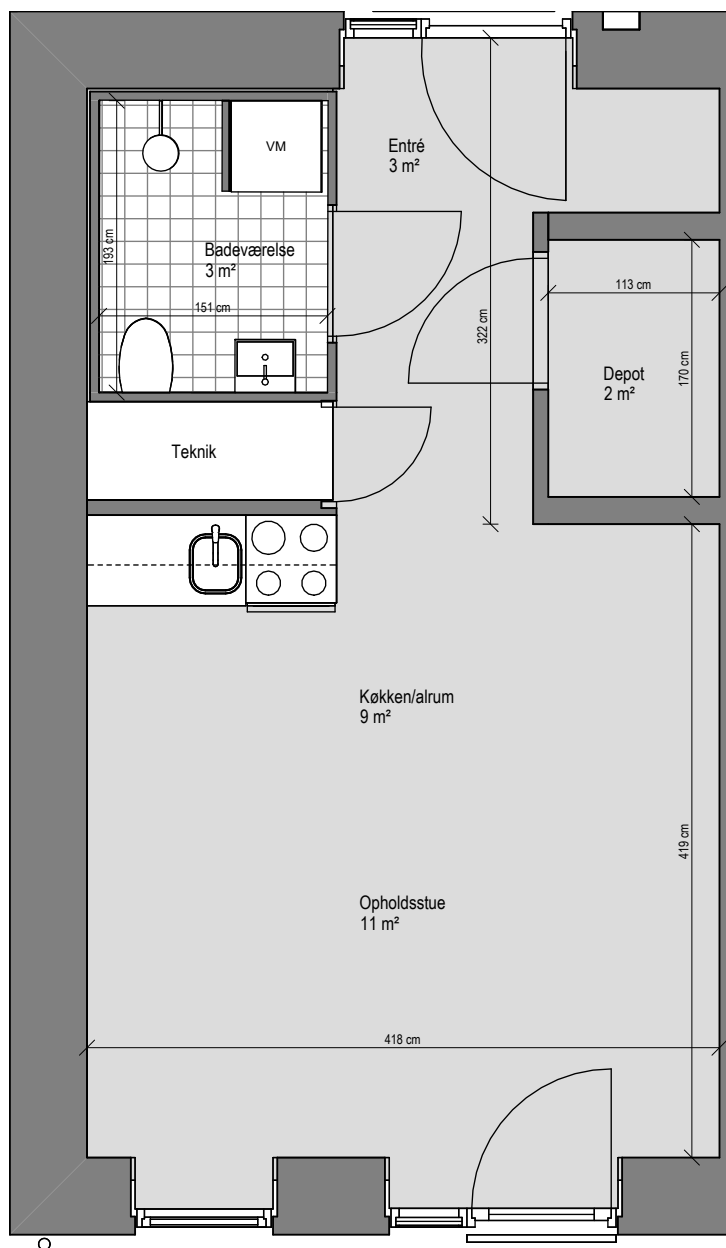 Entré
3 m²
VM
193 cm
Badeværelse
3 m²
151 cm
322 cm
113 cm
Depot
2 m²
170 cm
Teknik
Køkken/alrum
9 m²
419 cm
Opholdsstue
11 m²
418 cm